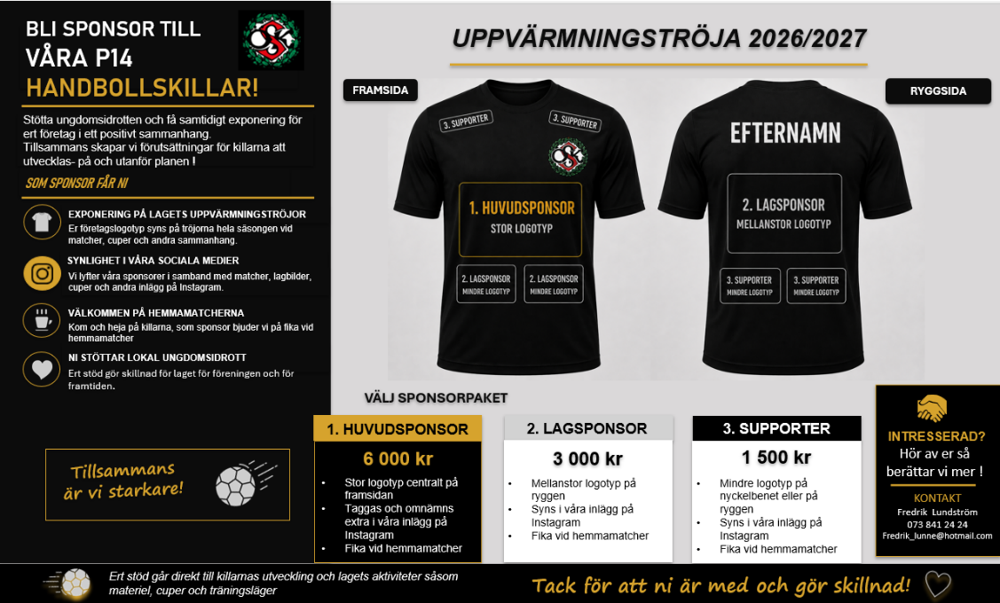 BLI SPONSOR TILL
VÅRA P14
HANDBOLLSKILLAR!
Stötta ungdomsidrotten och få samtidigt exponering för
ert företag i ett positivt sammanhang.
Tillsammans skapar vi förutsättningar för killarna att
utvecklas- på och utanför planen !
SOM SPONSOR FÅR NI
EXPONERING PÅ LAGETS UPPVÄRMNINGSTRÖJOR
Er företagslogotyp syns på tröjorna hela säsongen vid
matcher, cuper och andra sammanhang.
SYNLIGHET I VÅRA SOCIALA MEDIER
Vi lyfter våra sponsorer i samband med matcher, lagbilder,
cuper och andra inlägg på Instagram.
VÄLKOMMEN PÅ HEMMAMATCHERNA
Kom och heja på killarna, som sponsor bjuder vi på fika vid
hemmamatcher
NI STÖTTAR LOKAL UNGDOMSIDROTT
Ert stöd gör skillnad för laget för föreningen och för
framtiden.
Tillsammans
är vi starkare!
UPPVÄRMNINGSTRÖJA 2026/2027
FRAMSIDA
3. SUPPORTER
3. SUPPORTER
1. HUVUDSPONSOR
STOR LOGOTYP
2. LAGSPONSOR
MINDRE LOGOTYP
2. LAGSPONSOR
MINDRE LOGOTYP
RYGGSIDA
EFTERNAMN
2. LAGSPONSOR
MELLANSTOR LOGOTYP
3. SUPPORTER
MINDRE LOGOTYP
3. SUPPORTER
MINDRE LOGOTYP
VÄLJ SPONSORPAKET
1. HUVUDSPONSOR
6 000 kr
• Stor logotyp centralt på
framsidan
• Taggas och omnämns
extra i våra inlägg på
Instagram
• Fika vid hemmamatcher
2. LAGSPONSOR
3 000 kr
• Mellanstor logotyp på
ryggen
• Syns i våra inlägg på
Instagram
• Fika vid hemmamatcher
3. SUPPORTER
1 500 kr
• Mindre logotyp på
nyckelbenet eller på
ryggen
• Syns i våra inlägg på
Instagram
• Fika vid hemmamatcher
INTRESSERAD?
Hör av er så
berättar vi mer !
KONTAKT
Fredrik Lundström
073 841 24 24
Fredrik_lunne@hotmail.com
Ert stöd går direkt till killarnas utveckling och lagets aktiviteter såsom
materiel, cuper och träningsläger
Tack för att ni är med och gör skillnad!